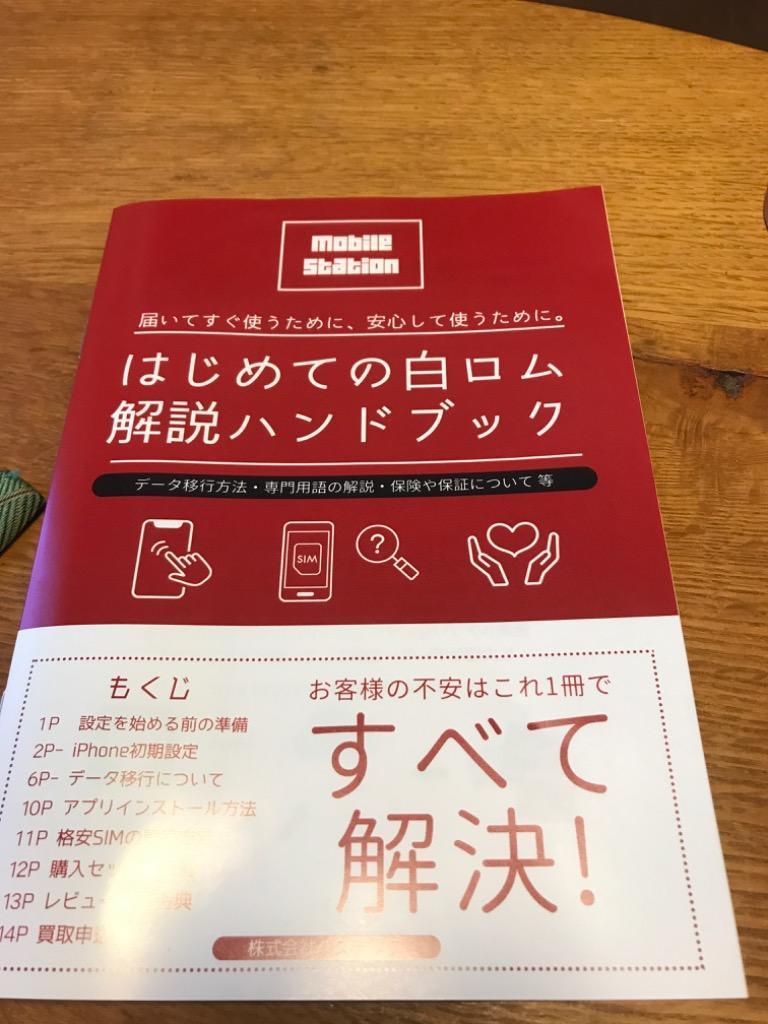 mobile
station
届いてすぐ使うために、安心して使うために。
はじめての白ロム
解説ハンドブック
データ移行方法・専門用語の解説・保険や保証について 等
SIM
?
もくじ
1P 設定を始める前の準備
2P- iPhone初期設定
6P- データ移行について
10P アプリインストール方法
11P 格安SIMの
12P 購入セッ
13P レビュー 特典
14P 買取申
お客様の不安はこれ1冊で
すべて
解決!
株式会社